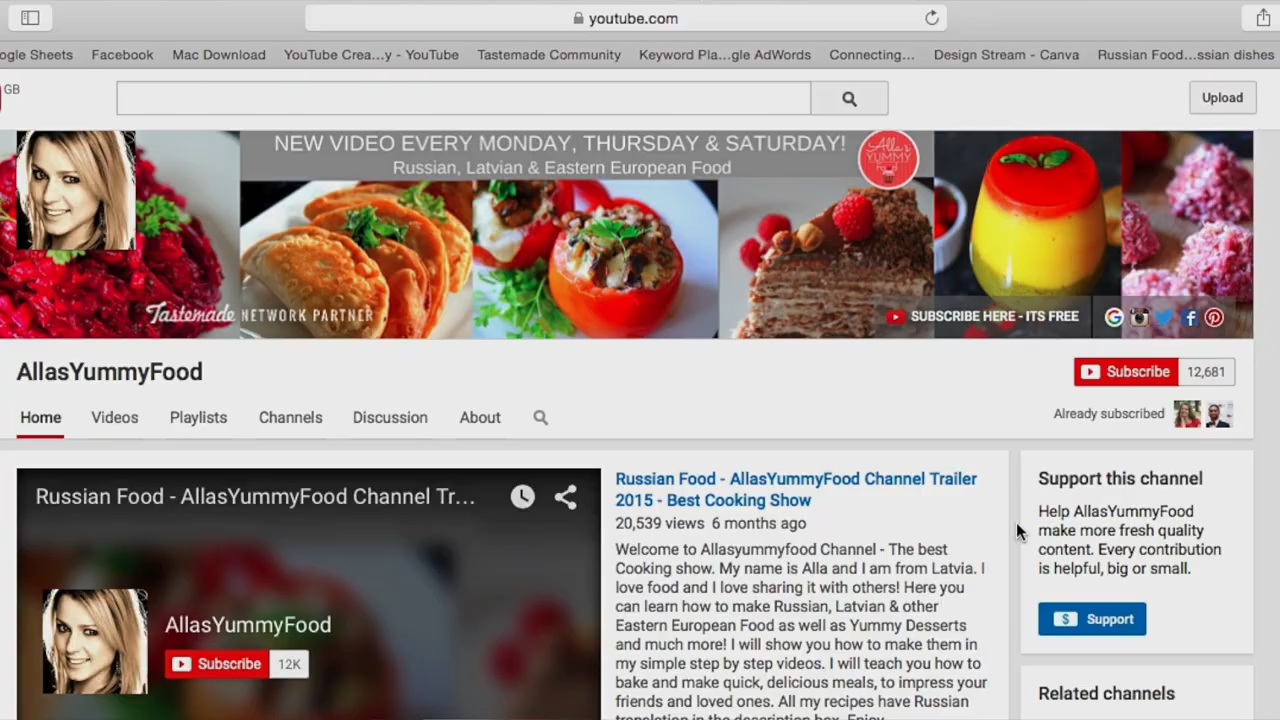 youtube.com
ogle Sheets Facebook Mac Download YouTube Crea...y - YouTube Tastemade Community Keyword Pla...gle AdWords Connecting... Design Stream - Canva Russian Food...ssian dishes
GB
Upload
NEW VIDEO EVERY MONDAY, THURSDAY & SATURDAY!
Russian, Latvian & Eastern European Food
Alla's
YUMMY
Food
Tastemade NETWORK PARTNER
SUBSCRIBE HERE - ITS FREE
AllasYummyFood
Subscribe 12,681
Home Videos Playlists Channels Discussion About
Already subscribed
Russian Food - AllasYummyFood Channel Tr...
AllasYummyFood
Subscribe 12K
Russian Food - AllasYummyFood Channel Trailer
2015 - Best Cooking Show
20,539 views 6 months ago
Welcome to Allasyummyfood Channel - The best
Cooking show. My name is Alla and I am from Latvia. I
love food and I love sharing it with others! Here you
can learn how to make Russian, Latvian & other
Eastern European Food as well as Yummy Desserts
and much more! I will show you how to make them in
my simple step by step videos. I will teach you how to
bake and make quick, delicious meals, to impress your
friends and loved ones. All my recipes have Russian
translation in the description box. Enjoy
Support this channel
Help AllasYummyFood
make more fresh quality
content. Every contribution
is helpful, big or small.
$ Support
Related channels